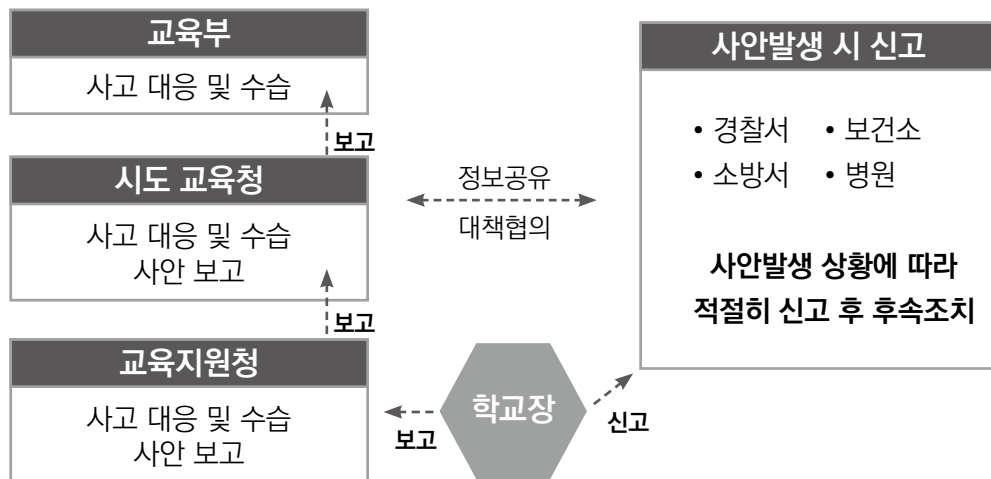 교육부
사고 대응 및 수습
보고
시도 교육청
사고 대응 및 수습
사안 보고
보고
교육지원청
사고 대응 및 수습
사안 보고
보고
학교장
신고
정보공유
대책협의
사안발생 시 신고
• 경찰서 • 보건소
• 소방서 • 병원
사안발생 상황에 따라
적절히 신고 후 후속조치